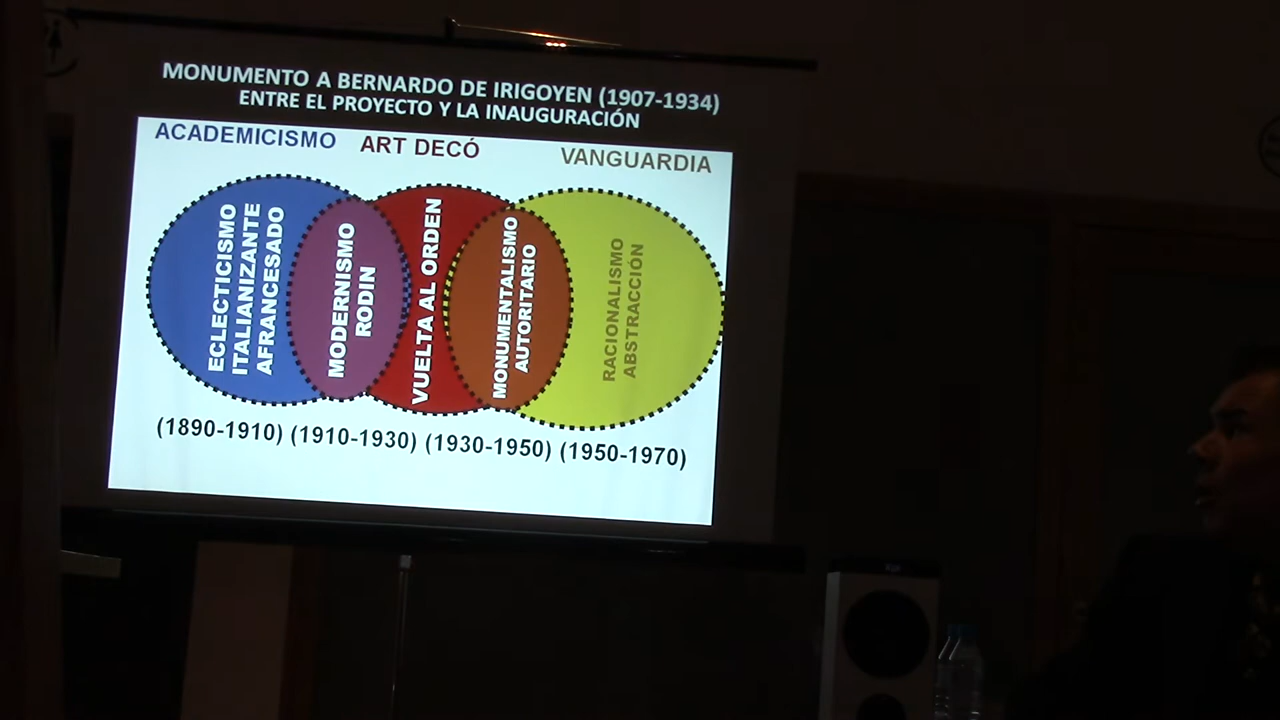 MONUMENTO A BERNARDO DE IRIGOYEN (1907-1934)
ENTRE EL PROYECTO Y LA INAUGURACIÓN
ACADEMICISMO
ART DECÓ
VANGUARDIA
ECLECTICISMO
ITALIANIZANTE
AFRANCESADO
MODERNISMO
RODIN
VUELTA AL ORDEN
MONUMENTALISMO
AUTORITARIO
RACIONALISMO
ABSTRACCIÓN
(1890-1910) (1910-1930) (1930-1950) (1950-1970)